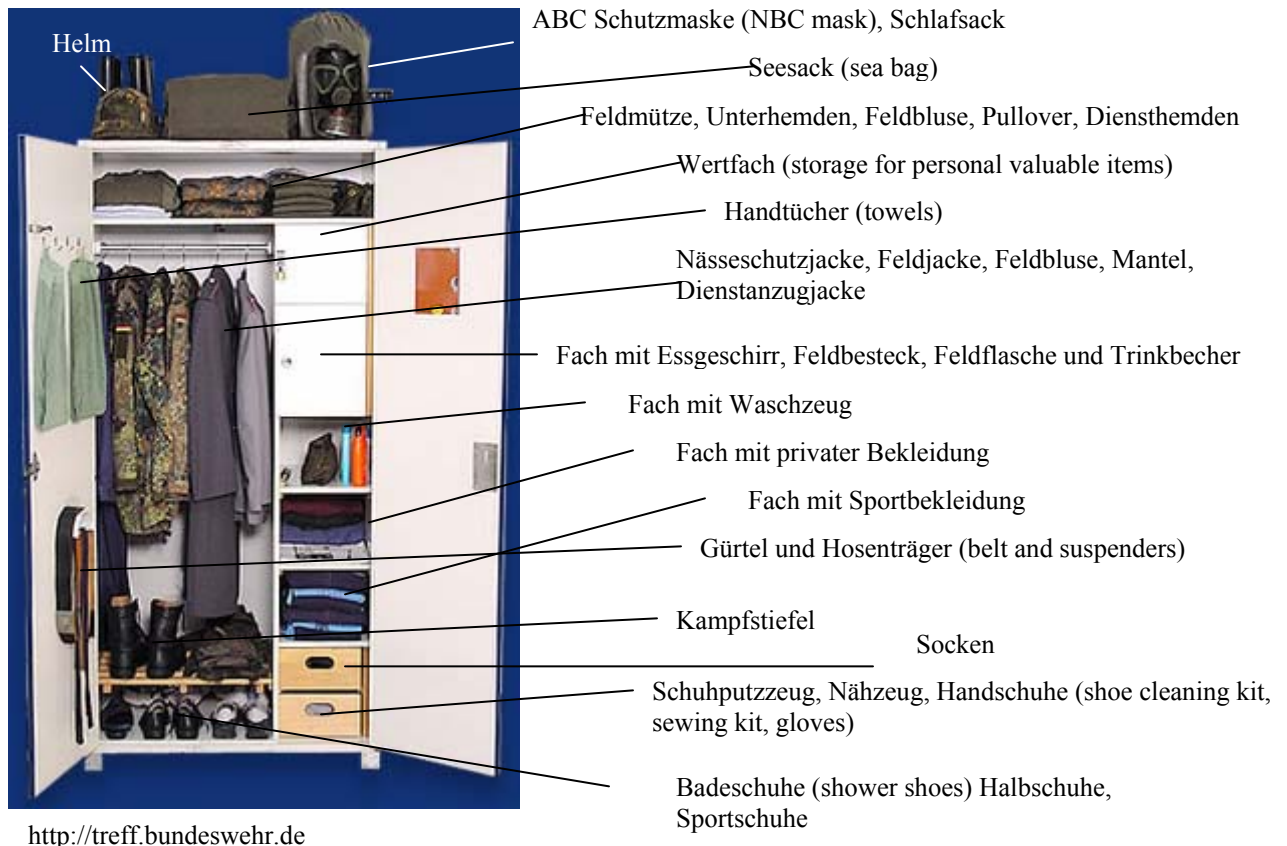 ABC Schutzmaske (NBC mask), Schlafsack
Helm
Seesack (sea bag)
Feldmütze, Unterhemden, Feldbluse, Pullover, Diensthemden
Wertfach (storage for personal valuable items)
Handtücher (towels)
Nässeschutzjacke, Feldjacke, Feldbluse, Mantel,
Dienstanzugjacke
Fach mit Essgeschirr, Feldbesteck, Feldflasche und Trinkbecher
Fach mit Waschzeug
Fach mit privater Bekleidung
Fach mit Sportbekleidung
Gürtel und Hosenträger (belt and suspenders)
Kampfstiefel
Socken
Schuhputzzeug, Nähzeug, Handschuhe (shoe cleaning kit,
sewing kit, gloves)
Badeschuhe (shower shoes) Halbschuhe,
Sportschuhe
http://treff.bundeswehr.de